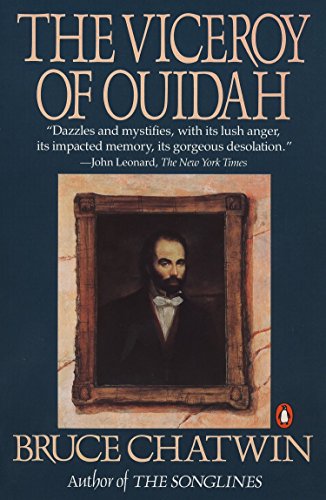 THE VICEROY
OF OUIDAH
“Dazzles and mystifies, with its lush anger,
its impacted memory, its gorgeous desolation.”
—John Leonard, The New York Times
BRUCE CHATWIN
Author of THE SONGLINES